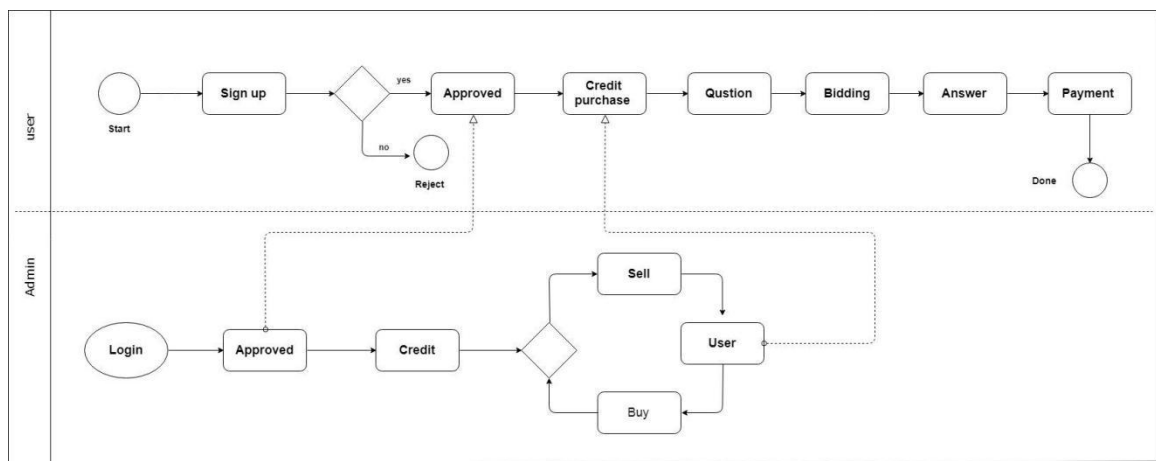 user
Start
Sign up
yes
no
Reject
Approved
Credit
purchase
Qustion
Bidding
Answer
Payment
Done
Admin
Login
Approved
Credit
Sell
User
Buy